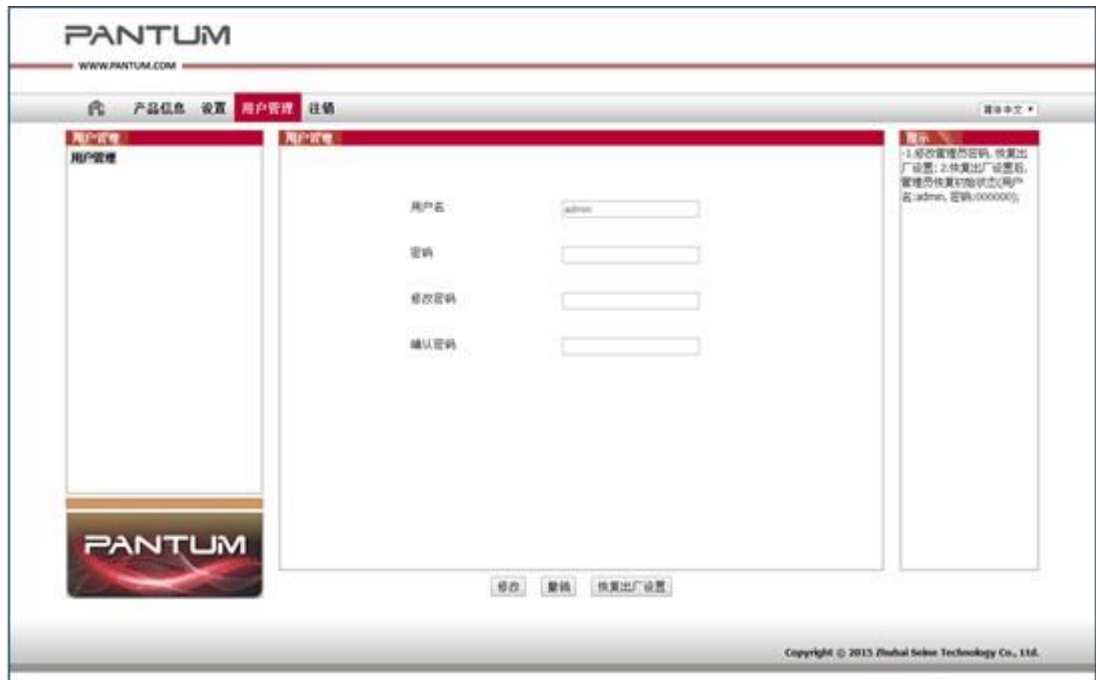 PANTUM
WWW.PANTUM.COM
产品信息 设置 用户管理 注销
简体中文
用户管理
用户管理
用户管理
用户名
admin
密码
修改密码
确认密码
提示
-1.修改管理员密码, 恢复出
厂设置; 2.恢复出厂设置后,
管理员恢复初始状态(用户
名:admin, 密码:000000);
PANTUM
修改 撤销 恢复出厂设置
Copyright © 2015 Zhuhai Seine Technology Co., Ltd.